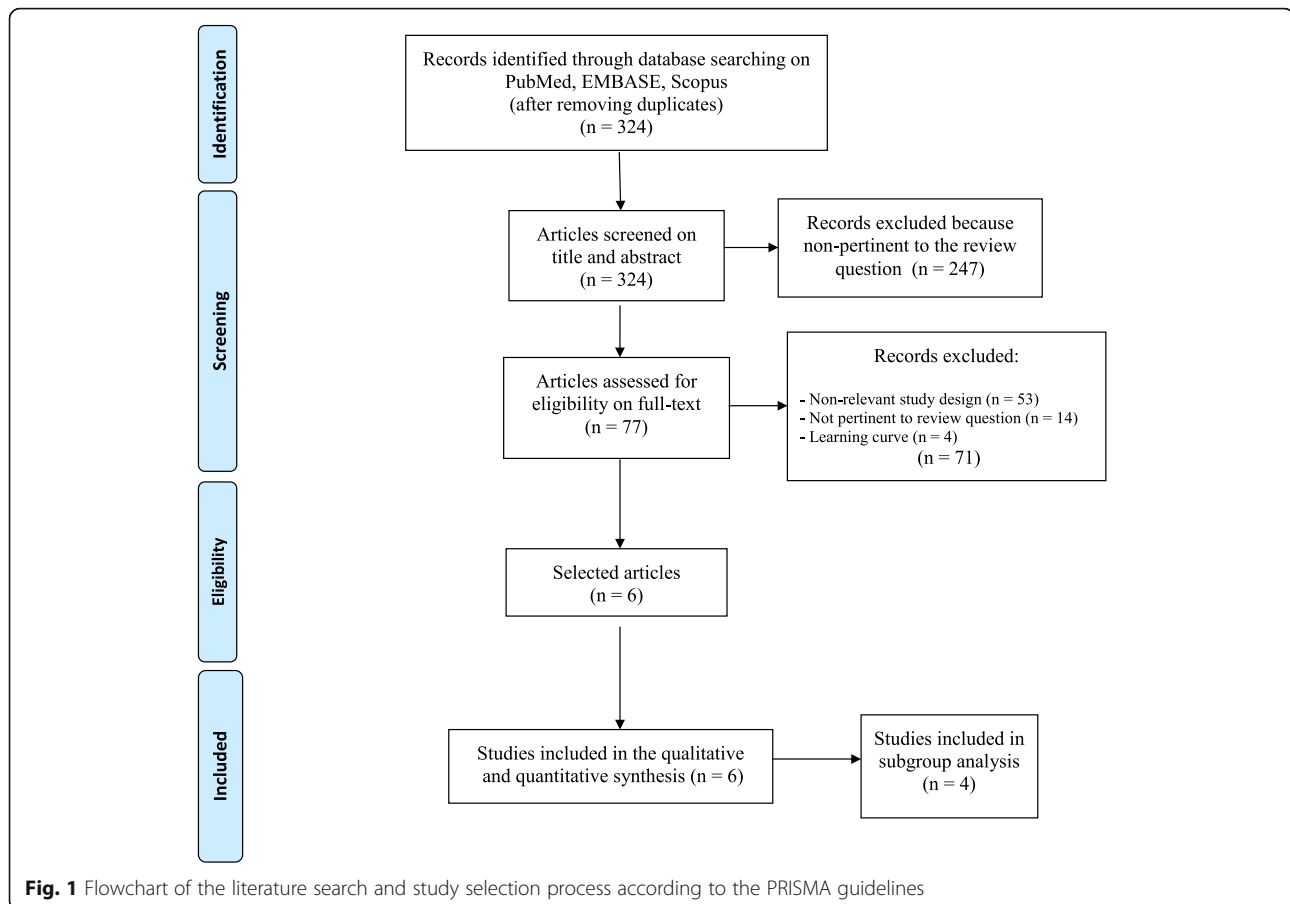 Identification
Records identified through database searching on
PubMed, EMBASE, Scopus
(after removing duplicates)
(n = 324)
Screening
Articles screened on
title and abstract
(n = 324)
Records excluded because
non-pertinent to the review
question (n = 247)
Articles assessed for
eligibility on full-text
(n = 77)
Records excluded:
- Non-relevant study design (n = 53)
- Not pertinent to review question (n = 14)
- Learning curve (n = 4)
(n = 71)
Eligibility
Selected articles
(n = 6)
Included
Studies included in the qualitative
and quantitative synthesis (n = 6)
Studies included in
subgroup analysis
(n = 4)
Fig. 1 Flowchart of the literature search and study selection process according to the PRISMA guidelines